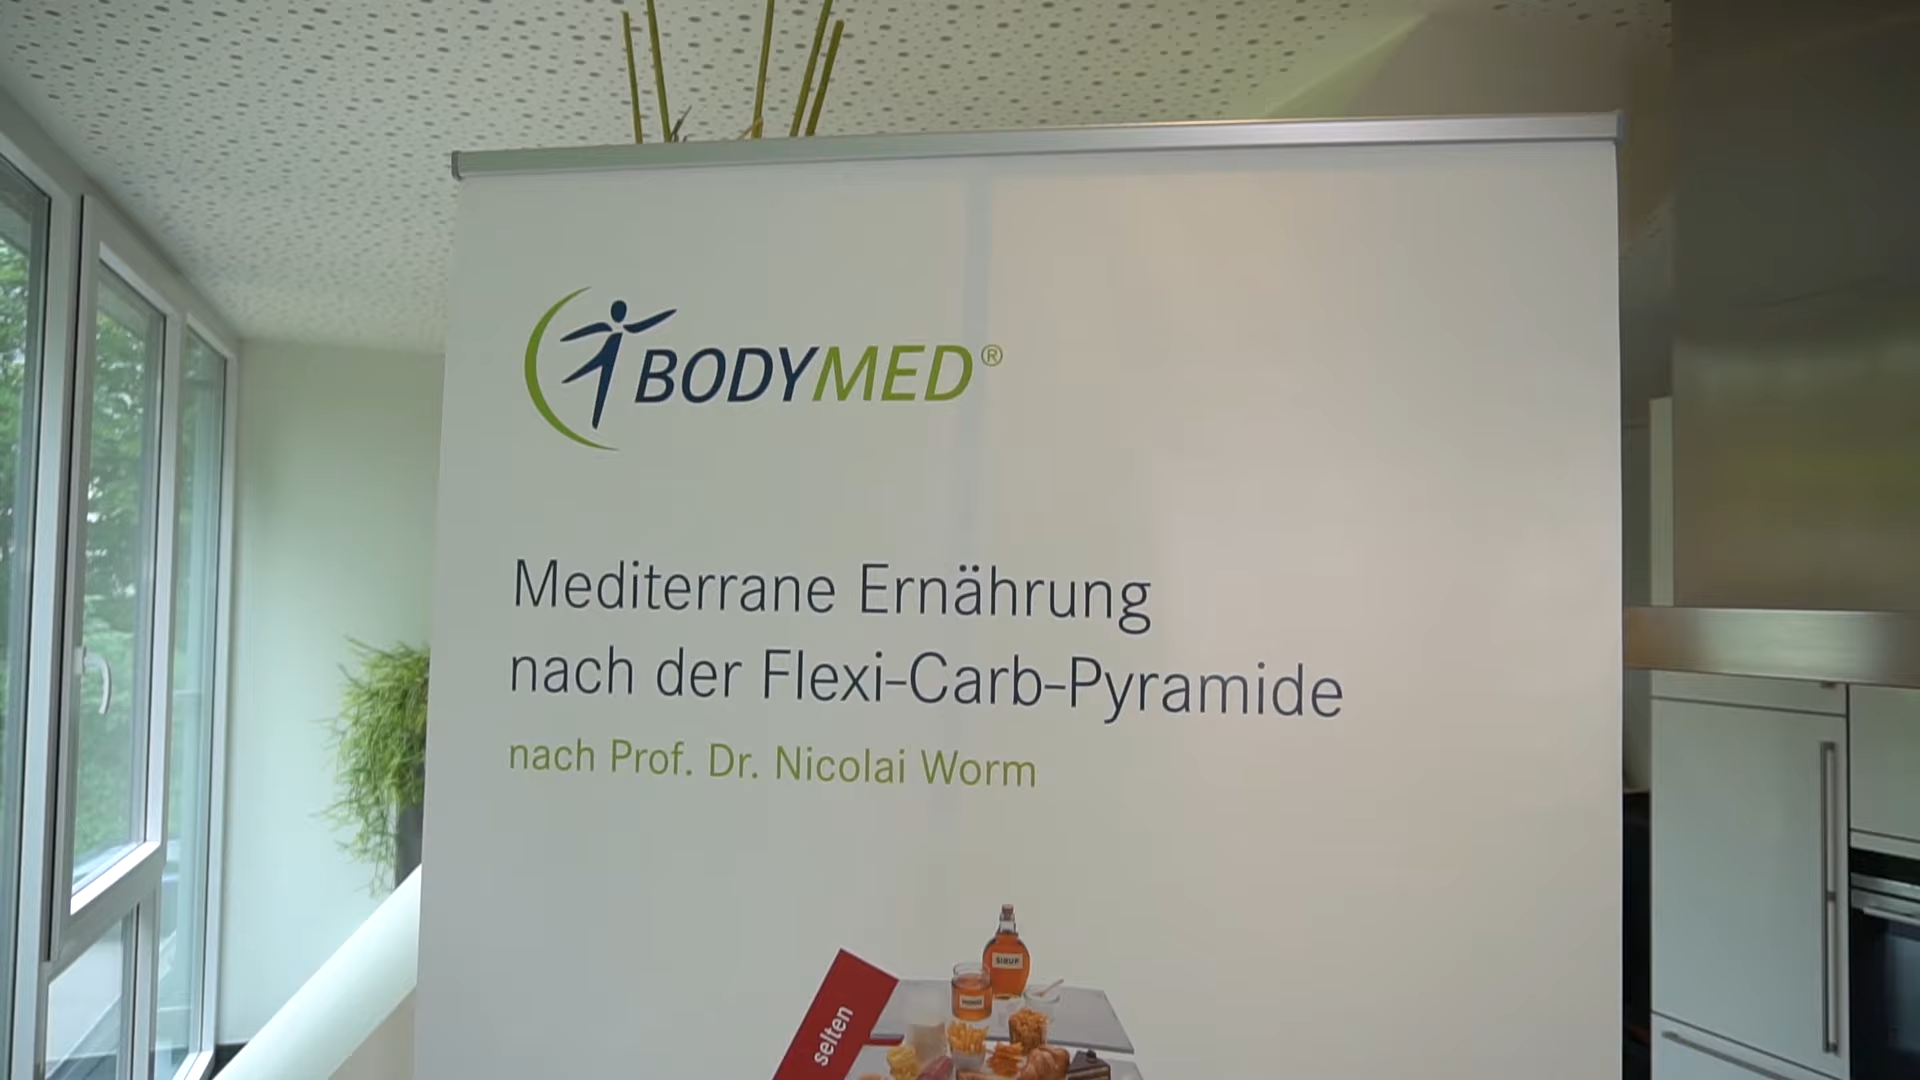 BODYMED®
Mediterrane Ernährung
nach der Flexi-Carb-Pyramide
nach Prof. Dr. Nicolai Worm
SIRUP
selten